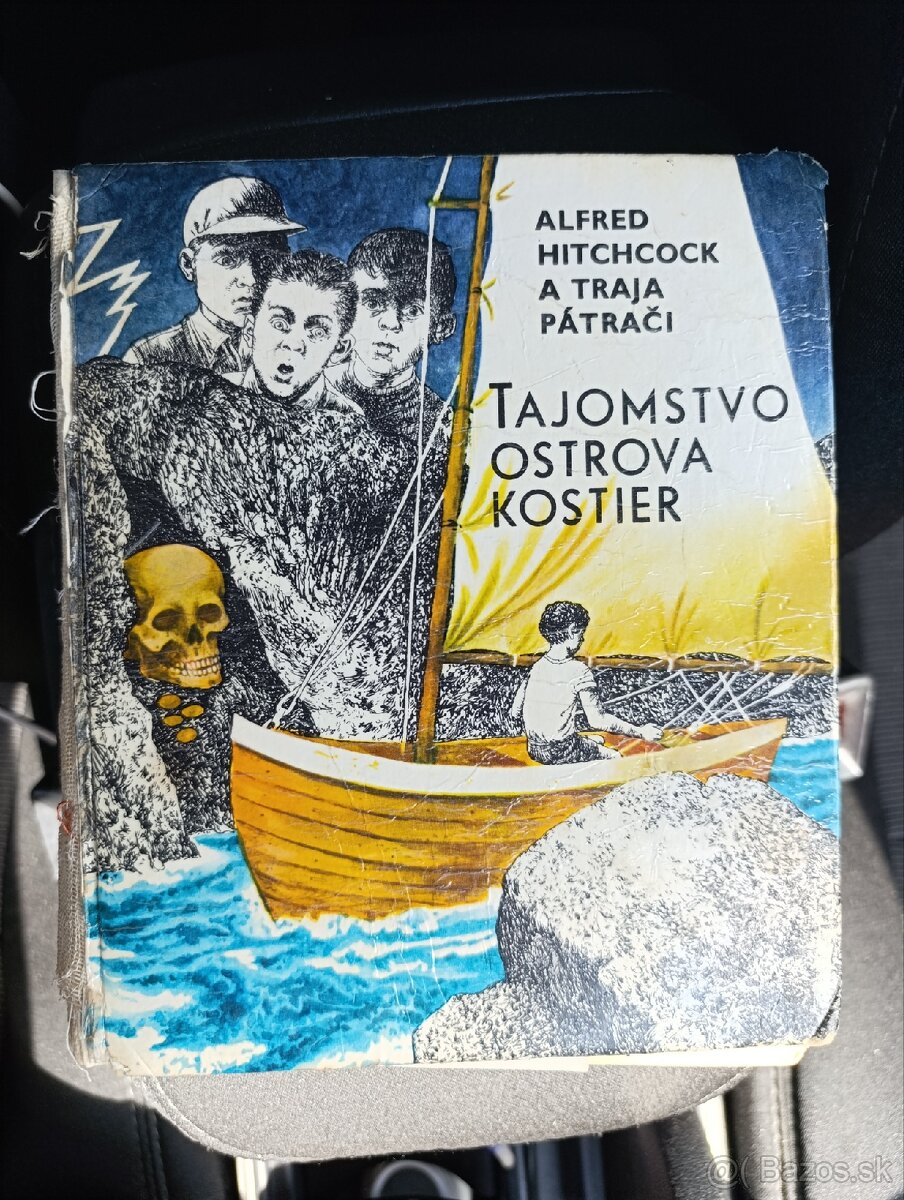 ALFRED
HITCHCOCK
A TRAJA
PÁTRAČI
TAJOMSTVO
OSTROVA
KOSTIER
@ Bazos.sk